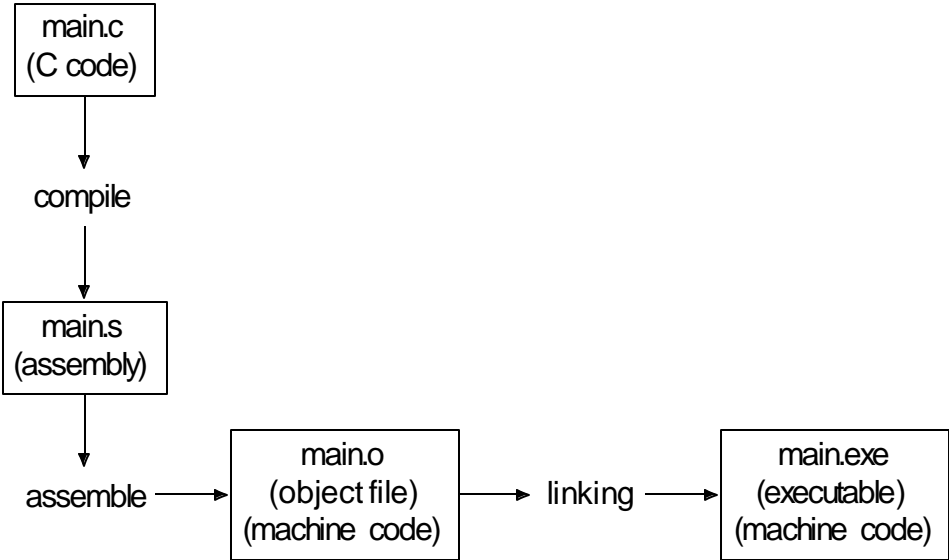 main.c
(C code)
compile
main.s
(assembly)
assemble
main.o
(object file)
(machine code)
linking
main.exe
(executable)
(machine code)